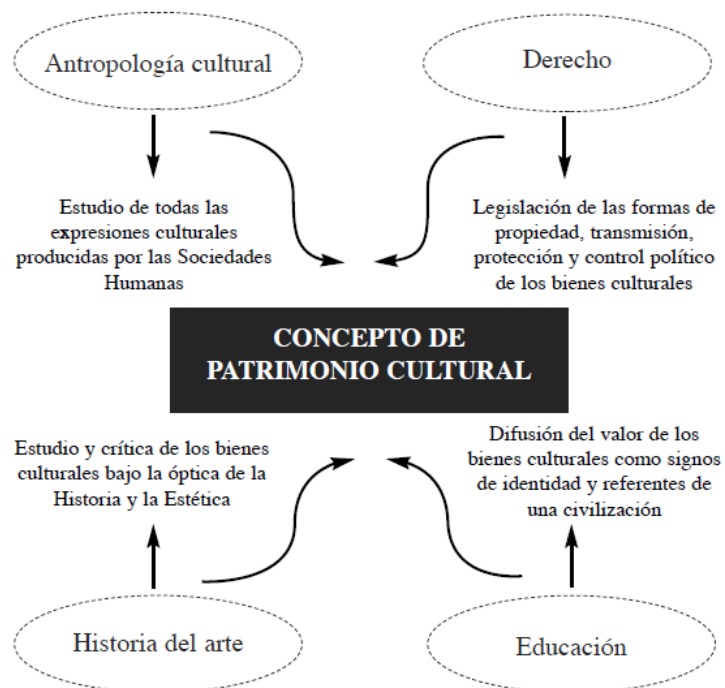 Antropología cultural
Derecho
Estudio de todas las
expresiones culturales
producidas por las Sociedades
Humanas
Legislación de las formas de
propiedad, transmisión,
protección y control político
de los bienes culturales
CONCEPTO DE
PATRIMONIO CULTURAL
Estudio y crítica de los bienes
culturales bajo la óptica de la
Historia y la Estética
Difusión del valor de los
bienes culturales como signos
de identidad y referentes de
una civilización
Historia del arte
Educación